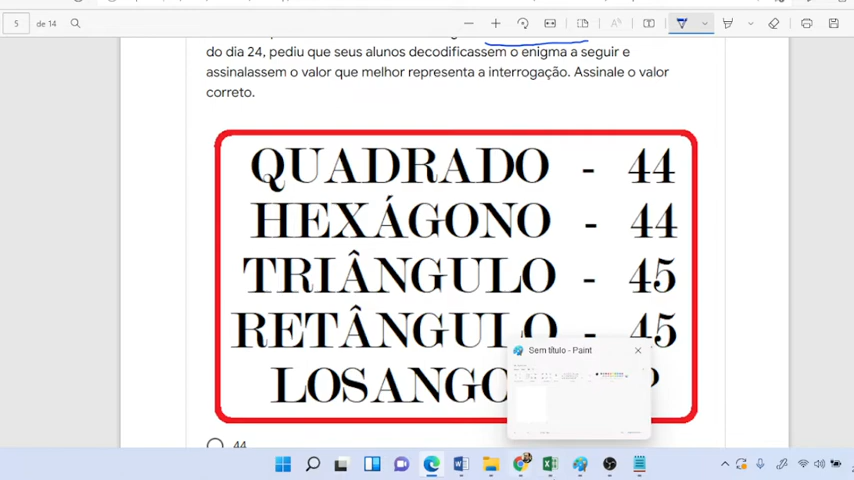 5 de 14
do dia 24, pediu que seus alunos decodificassem o enigma a seguir e
assinalassem o valor que melhor representa a interrogação. Assinale o valor
correto.
QUADRADO - 44
HEXÁGONO - 44
TRIÂNGULO - 45
RETÂNGULO - 45
LOSANGO
Sem título - Paint
44